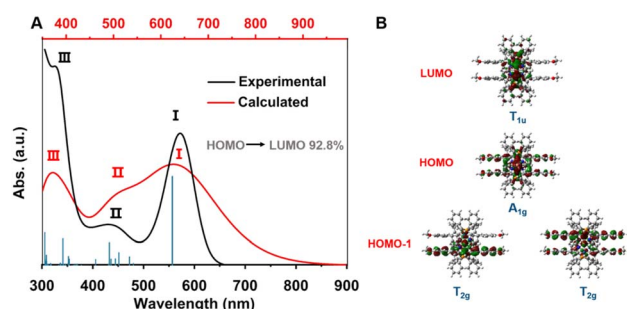 A
300 400 500 600 700 800 900
III
Experimental
Calculated
I
HOMO → LUMO 92.8%
III
II
I
II
Abs. (a.u.)
300 400 500 600 700 800 900
Wavelength (nm)
B
LUMO
T1u
HOMO
A1g
HOMO-1
T2g
T2g